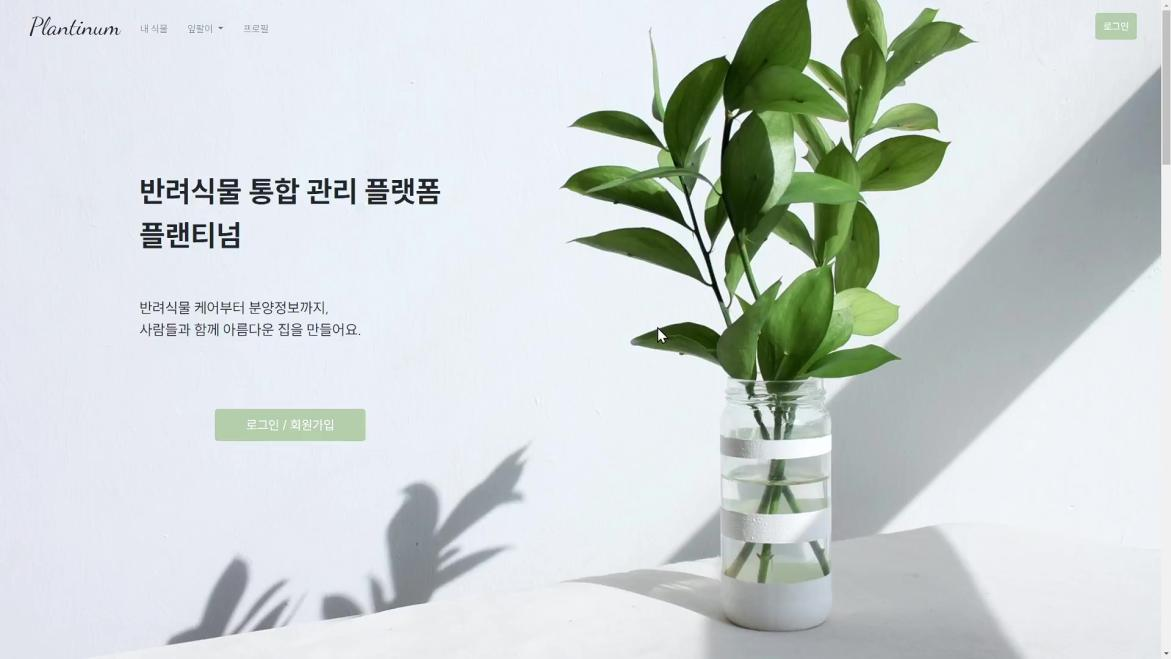 Plantinum 내 식물 잎팔이 프로필 로그인
반려식물 통합 관리 플랫폼
플랜티넘
반려식물 케어부터 분양정보까지,
사람들과 함께 아름다운 집을 만들어요.
로그인 / 회원가입